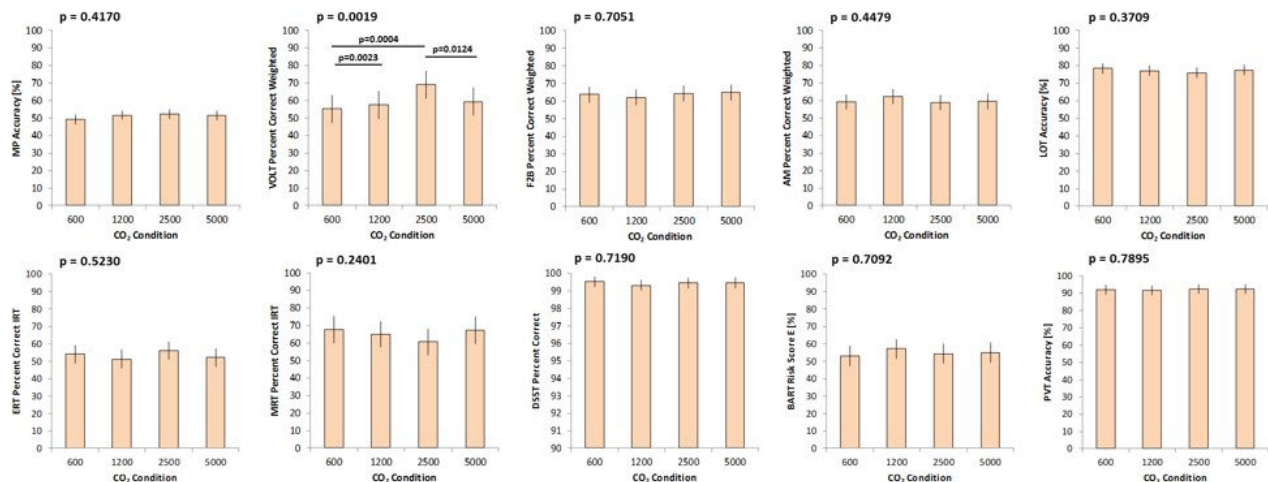 p = 0.4170
MP Accuracy [%]
100
90
80
70
60
50
40
30
20
10
0
600 1200 2500 5000
CO₂ Condition
p = 0.0019
p=0.0004
p=0.0124
p=0.0023
VOLT Percent Correct Weighted
100
90
80
70
60
50
40
30
20
10
0
600 1200 2500 5000
CO₂ Condition
p = 0.7051
F2B Percent Correct Weighted
100
90
80
70
60
50
40
30
20
10
0
600 1200 2500 5000
CO₂ Condition
p = 0.4479
AM Percent Correct Weighted
100
90
80
70
60
50
40
30
20
10
0
600 1200 2500 5000
CO₂ Condition
p = 0.3709
LOT Accuracy [%]
100
90
80
70
60
50
40
30
20
10
0
600 1200 2500 5000
CO₂ Condition
p = 0.5230
ERT Percent Correct IRT
100
90
80
70
60
50
40
30
20
10
0
600 1200 2500 5000
CO₂ Condition
p = 0.2401
MRT Percent Correct IRT
100
90
80
70
60
50
40
30
20
10
0
600 1200 2500 5000
CO₂ Condition
p = 0.7190
DSST Percent Correct
100
99
98
97
96
95
94
93
92
91
90
600 1200 2500 5000
CO₂ Condition
p = 0.7092
BART Risk Score E [%]
100
90
80
70
60
50
40
30
20
10
0
600 1200 2500 5000
CO₂ Condition
p = 0.7895
PVT Accuracy [%]
100
90
80
70
60
50
40
30
20
10
0
600 1200 2500 5000
CO₂ Condition